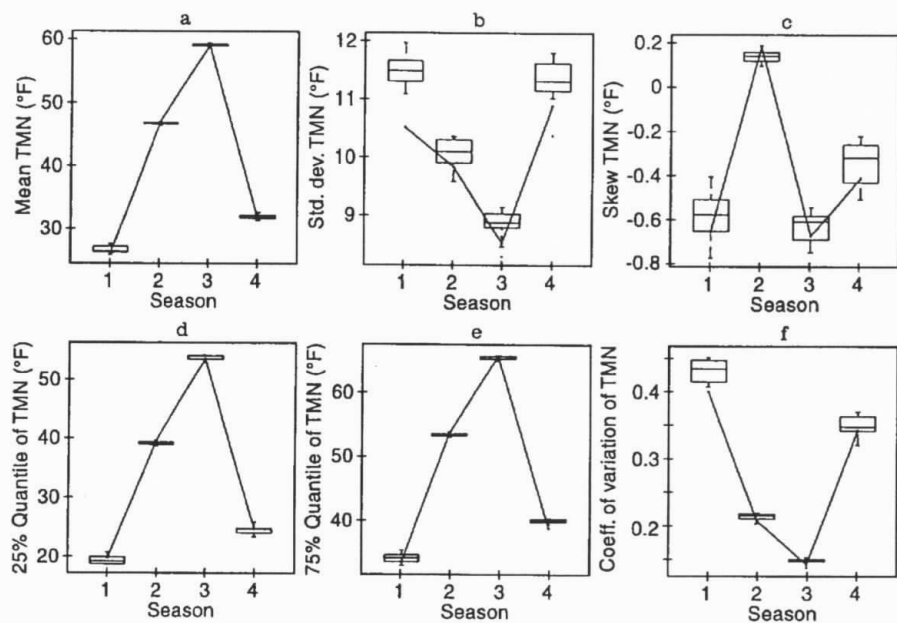 a
Mean TMN (°F)
60
50
40
30
1 2 3 4
Season
b
Std. dev. TMN (°F)
12
11
10
9
1 2 3 4
Season
c
Skew TMN (°F)
0.2
0
-0.2
-0.4
-0.6
-0.8
1 2 3 4
Season
d
25% Quantile of TMN (°F)
50
40
30
20
1 2 3 4
Season
e
75% Quantile of TMN (°F)
60
50
40
1 2 3 4
Season
f
Coeff. of variation of TMN
0.4
0.3
0.2
1 2 3 4
Season